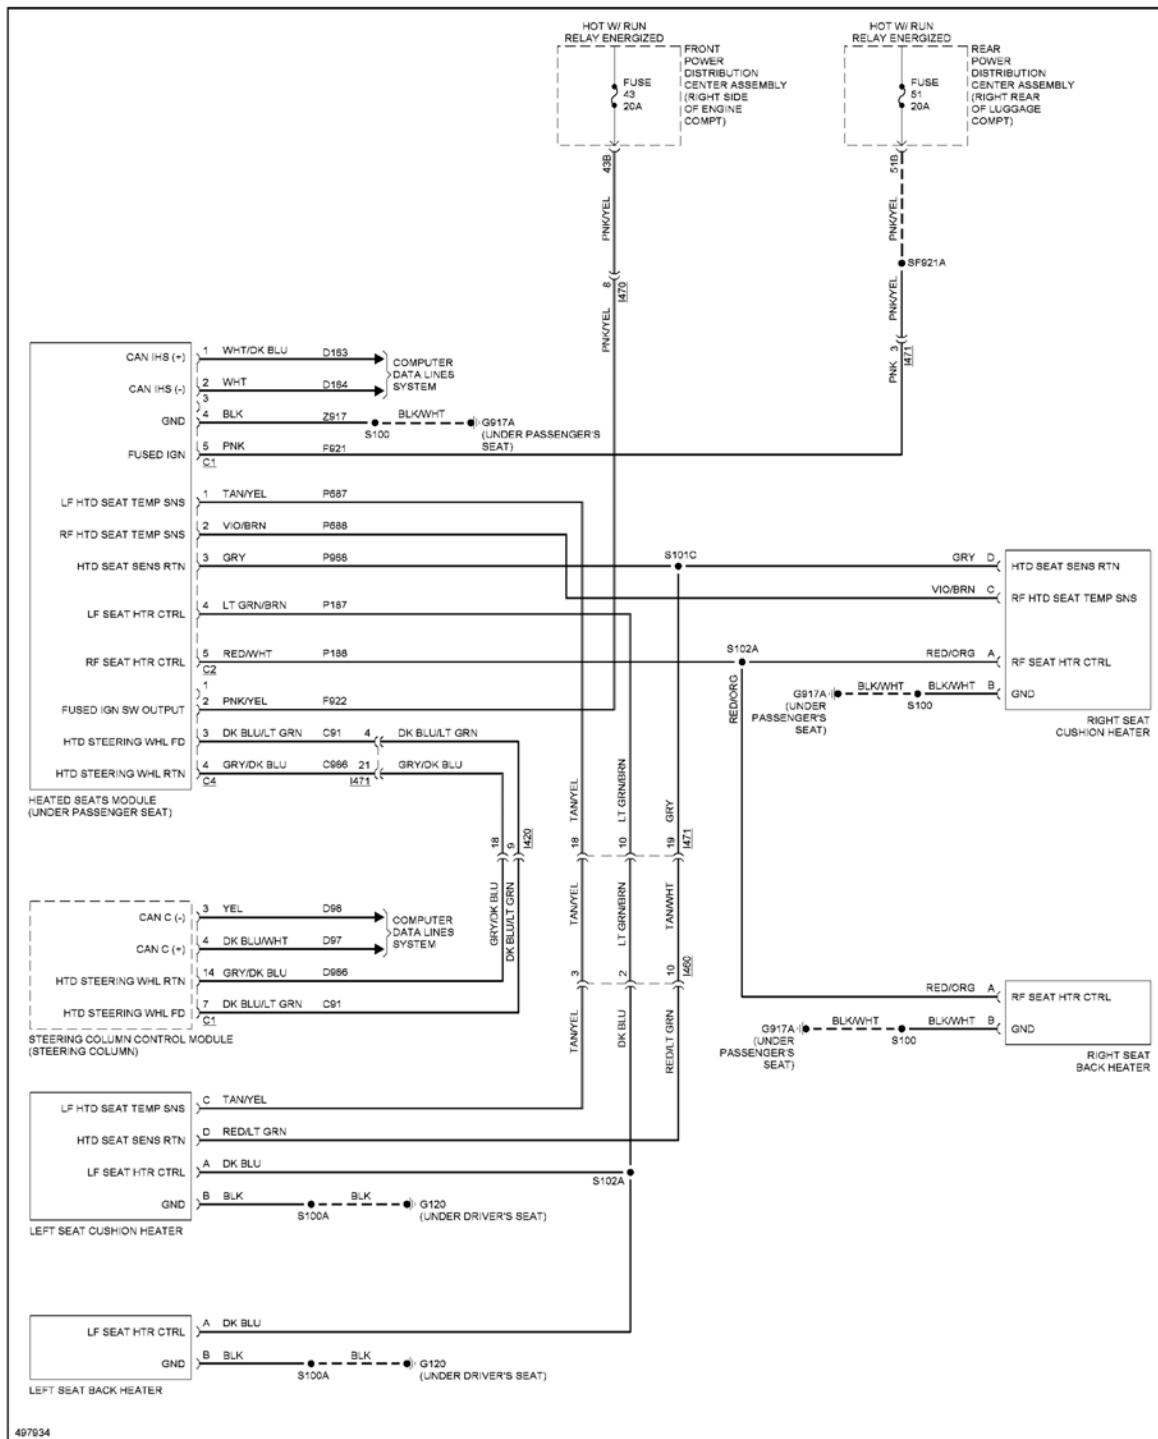 HOT W/ RUN
RELAY ENERGIZED
FUSE
43
20A
FRONT
POWER
DISTRIBUTION
CENTER ASSEMBLY
(RIGHT SIDE
OF ENGINE
COMPT)
HOT W/ RUN
RELAY ENERGIZED
FUSE
51
20A
REAR
POWER
DISTRIBUTION
CENTER ASSEMBLY
(RIGHT REAR
OF LUGGAGE
COMPT)
43B
PNK/YEL
8
I470
PNK/YEL
51B
PNK/YEL
SF921A
PNK/YEL
3
I471
PNK
CAN IHS (+)
1 WHT/DK BLU D163
CAN IHS (-)
2 WHT D164
COMPUTER
DATA LINES
SYSTEM
3
GND
4 BLK Z917
S100
BLK/WHT
G917A
(UNDER PASSENGER'S
SEAT)
FUSED IGN
5 PNK F921
C1
LF HTD SEAT TEMP SNS
1 TAN/YEL P687
RF HTD SEAT TEMP SNS
2 VIO/BRN P688
HTD SEAT SENS RTN
3 GRY P968
LF SEAT HTR CTRL
4 LT GRN/BRN P187
RF SEAT HTR CTRL
5 RED/WHT P188
C2
1
FUSED IGN SW OUTPUT
2 PNK/YEL F922
HTD STEERING WHL FD
3 DK BLU/LT GRN C91 4 DK BLU/LT GRN
HTD STEERING WHL RTN
4 GRY/DK BLU C986 21 GRY/DK BLU
C4
I471
HEATED SEATS MODULE
(UNDER PASSENGER SEAT)
S101C
GRY D
HTD SEAT SENS RTN
VIO/BRN C
RF HTD SEAT TEMP SNS
S102A
RED/ORG A
RF SEAT HTR CTRL
RED/ORG
G917A
(UNDER
PASSENGER'S
SEAT)
BLK/WHT
S100
BLK/WHT B
GND
RIGHT SEAT
CUSHION HEATER
TAN/YEL
LT GRN/BRN
GRY
18
9
I420
18
10
19
I471
GRY/DK BLU
DK BLU/LT GRN
TAN/YEL
LT GRN/BRN
TAN/WHT
3
2
10
I460
TAN/YEL
DK BLU
RED/LT GRN
CAN C (-)
3 YEL D98
CAN C (+)
4 DK BLU/WHT D97
COMPUTER
DATA LINES
SYSTEM
HTD STEERING WHL RTN
14 GRY/DK BLU D986
HTD STEERING WHL FD
7 DK BLU/LT GRN C91
C1
STEERING COLUMN CONTROL MODULE
(STEERING COLUMN)
RED/ORG A
RF SEAT HTR CTRL
G917A
(UNDER
PASSENGER'S
SEAT)
BLK/WHT
S100
BLK/WHT B
GND
RIGHT SEAT
BACK HEATER
LF HTD SEAT TEMP SNS
C TAN/YEL
HTD SEAT SENS RTN
D RED/LT GRN
LF SEAT HTR CTRL
A DK BLU
S102A
GND
B BLK
S100A
BLK
G120
(UNDER DRIVER'S SEAT)
LEFT SEAT CUSHION HEATER
LF SEAT HTR CTRL
A DK BLU
GND
B BLK
S100A
BLK
G120
(UNDER DRIVER'S SEAT)
LEFT SEAT BACK HEATER
497934